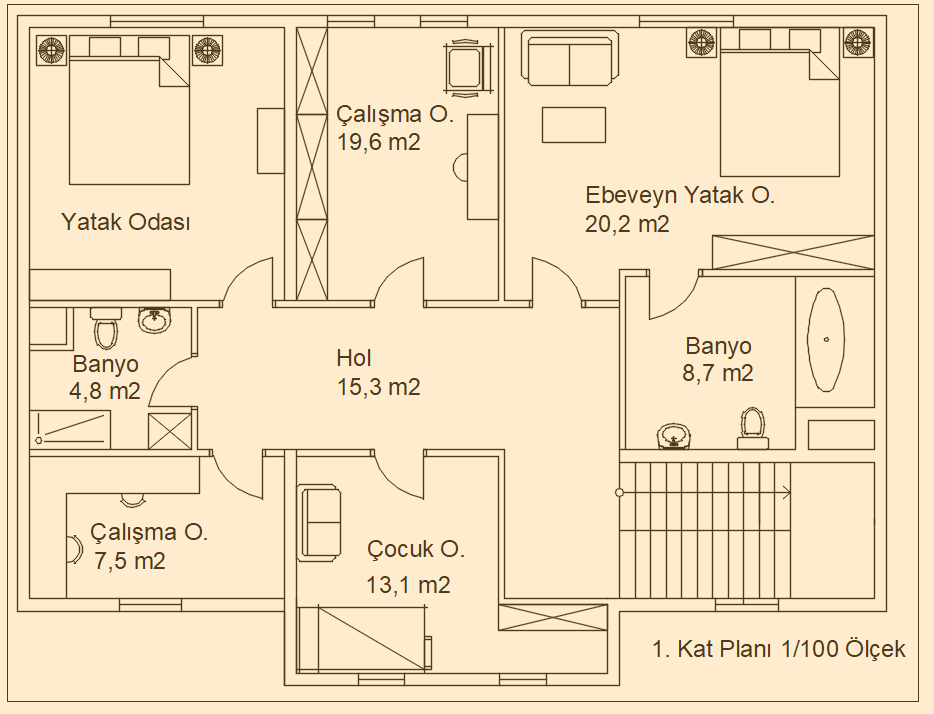 Çalışma O.
19,6 m2
Ebeveyn Yatak O.
20,2 m2
Yatak Odası
Banyo
4,8 m2
Hol
15,3 m2
Banyo
8,7 m2
Çalışma O.
7,5 m2
Çocuk O.
13,1 m2
1. Kat Planı 1/100 Ölçek